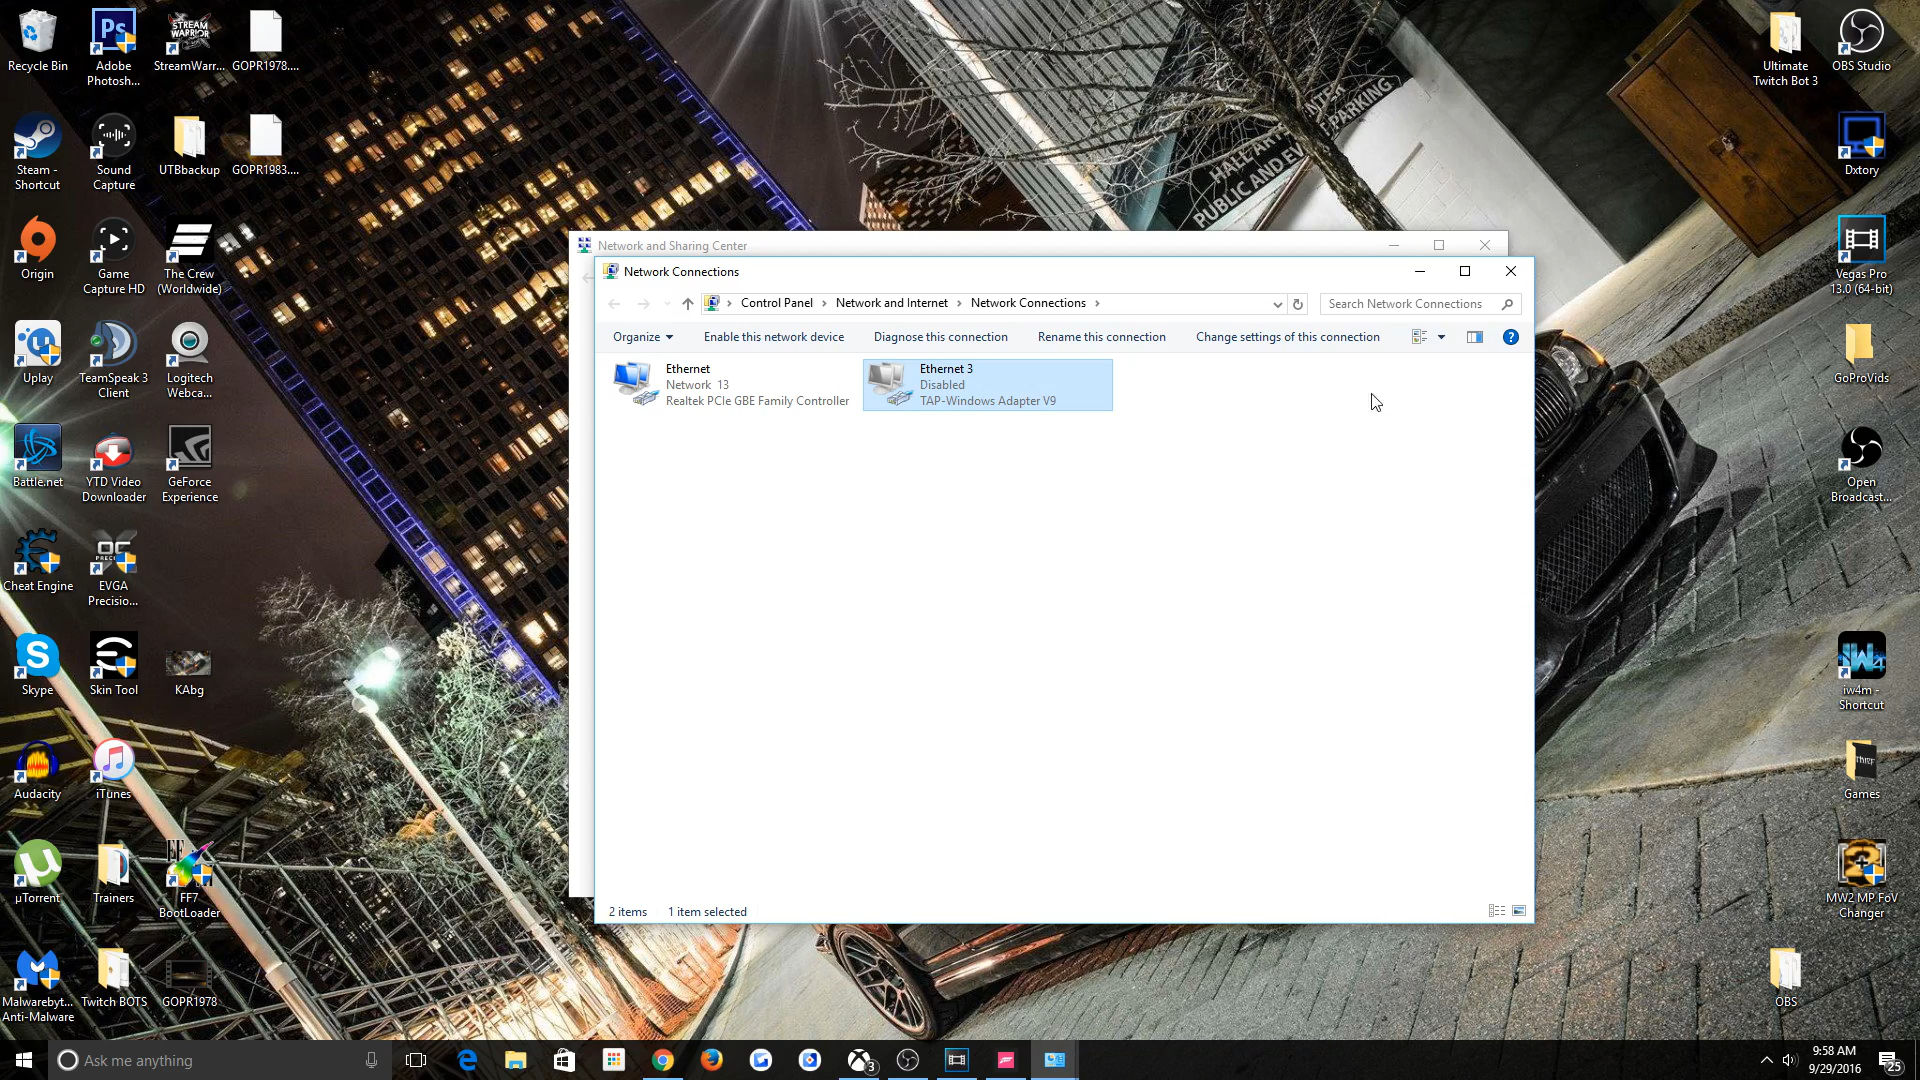 Recycle Bin
Adobe
Photosh...
STREAM
WARRIOR
StreamWarr...
GOPR1978....
Steam -
Shortcut
Sound
Capture
UTBbackup
GOPR1983....
Origin
Game
Capture HD
The Crew
(Worldwide)
Uplay
TeamSpeak 3
Client
Logitech
Webca...
Battle.net
YTD Video
Downloader
GeForce
Experience
Cheat Engine
EVGA
Precisio...
Skype
Skin Tool
KAbg
Audacity
iTunes
µTorrent
Trainers
FF7
BootLoader
Malwarebyt...
Anti-Malware
Twitch BOTS
GOPR1978
Ultimate
Twitch Bot 3
OBS Studio
Dxtory
Vegas Pro
13.0 (64-bit)
GoProVids
Open
Broadcast...
iw4m -
Shortcut
Games
MW2 MP FoV
Changer
OBS
Network and Sharing Center
Network Connections
Control Panel
Network and Internet
Network Connections
Search Network Connections
Organize
Enable this network device
Diagnose this connection
Rename this connection
Change settings of this connection
Ethernet
Network 13
Realtek PCIe GBE Family Controller
Ethernet 3
Disabled
TAP-Windows Adapter V9
2 items
1 item selected
Ask me anything
3
9:58 AM
9/29/2016
25